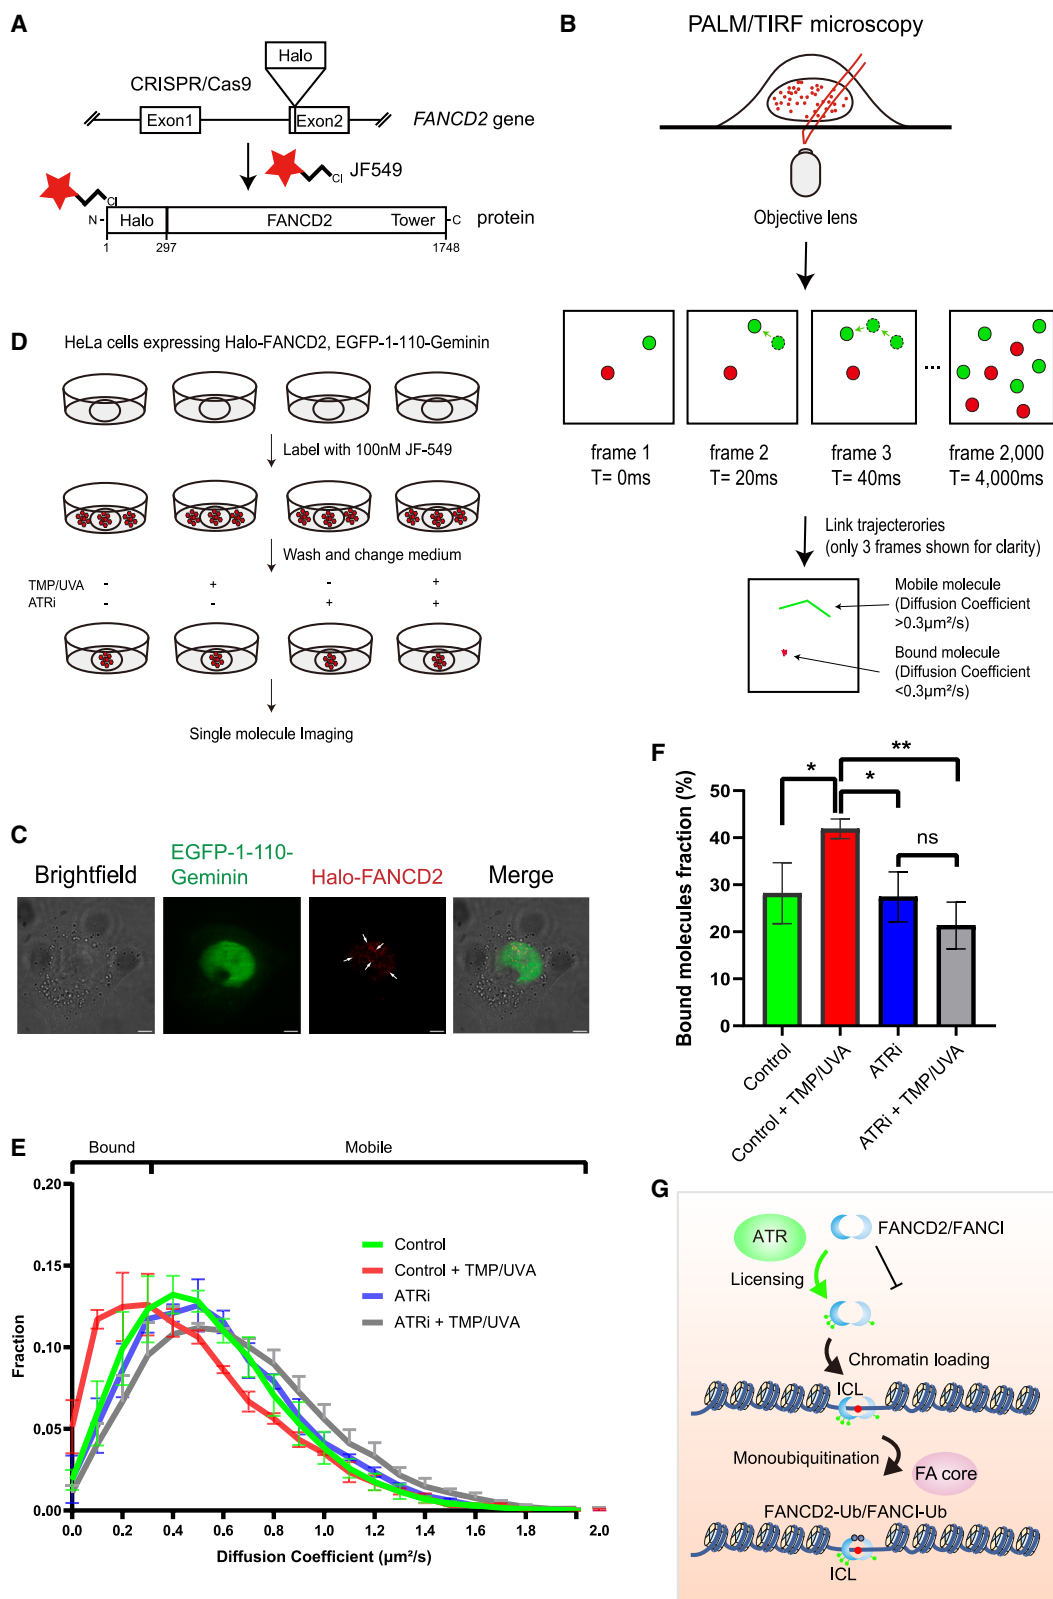 A
Halo
CRISPR/Cas9
Exon1
Exon2
FANCD2 gene
Cl
JF549
Cl
N
Halo
FANCD2
Tower
C
protein
1
297
1748
B
PALM/TIRF microscopy
Objective lens
...
frame 1
T= 0ms
frame 2
T= 20ms
frame 3
T= 40ms
frame 2,000
T= 4,000ms
Link trajecterories
(only 3 frames shown for clarity)
Mobile molecule
(Diffusion Coefficient
>0.3µm²/s)
Bound molecule
(Diffusion Coefficient
<0.3µm²/s)
D
HeLa cells expressing Halo-FANCD2, EGFP-1-110-Geminin
Label with 100nM JF-549
Wash and change medium
TMP/UVA - + - +
ATRi - - + +
Single molecule Imaging
C
Brightfield
EGFP-1-110-
Geminin
Halo-FANCD2
Merge
F
Bound molecules fraction (%)
50
40
30
20
10
0
*
*
**
ns
Control
Control + TMP/UVA
ATRi
ATRi + TMP/UVA
E
Bound
Mobile
Fraction
0.20
0.15
0.10
0.05
0.00
Control
Control + TMP/UVA
ATRi
ATRi + TMP/UVA
0.0 0.2 0.4 0.6 0.8 1.0 1.2 1.4 1.6 1.8 2.0
Diffusion Coefficient (µm²/s)
G
ATR
FANCD2/FANCI
Licensing
Chromatin loading
ICL
Monoubiquitination
FA core
FANCD2-Ub/FANCI-Ub
ICL